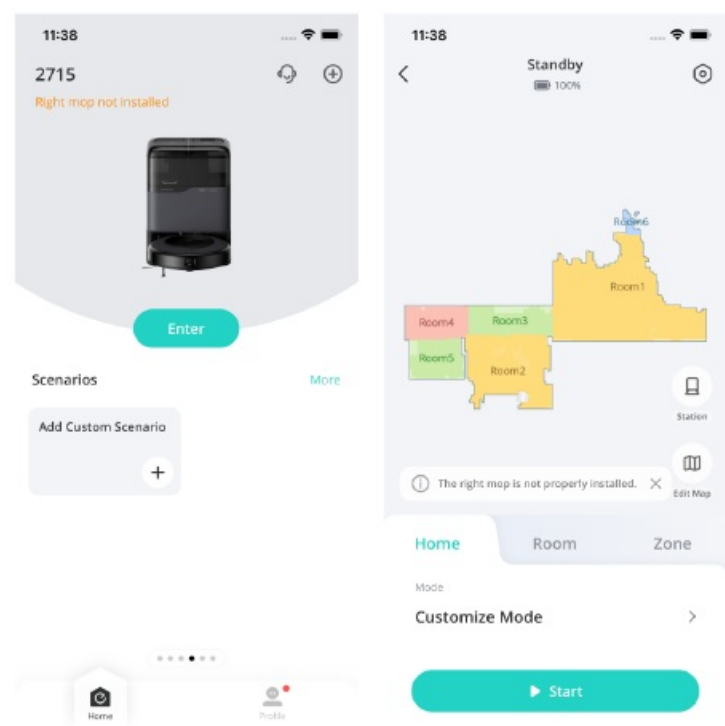 11:38
2715
Right mop not installed
Enter
Scenarios
More
Add Custom Scenario
+
Home
Profile
11:38
Standby
100%
Room6
Room1
Room4
Room3
Room5
Room2
Station
The right mop is not properly installed.
Edit Map
Home
Room
Zone
Mode
Customize Mode
Start